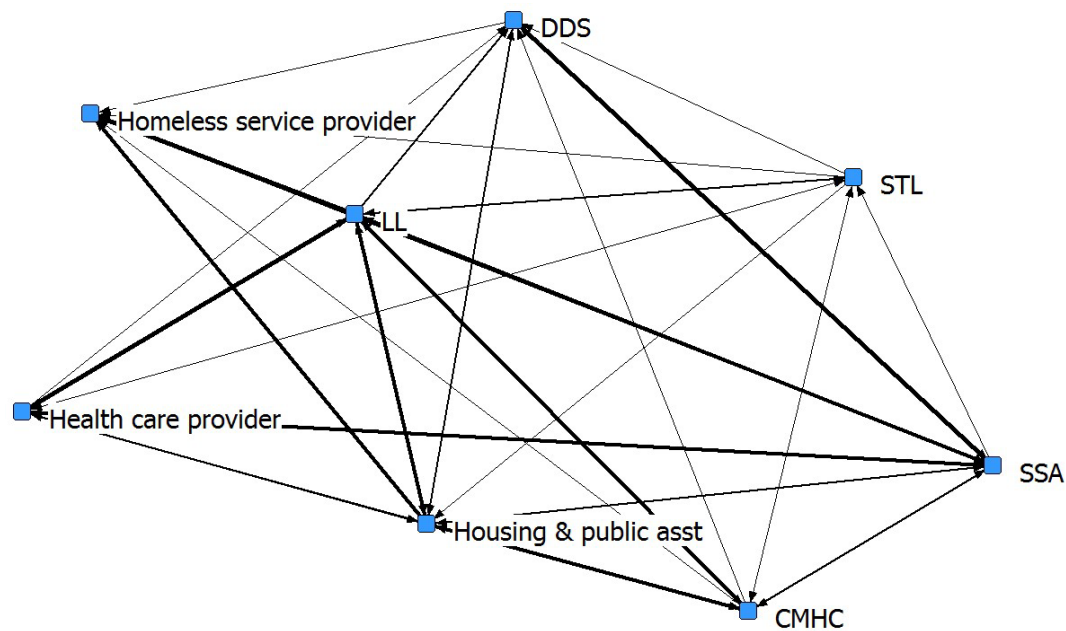 DDS
Homeless service provider
STL
LL
Health care provider
SSA
Housing & public asst
CMHC